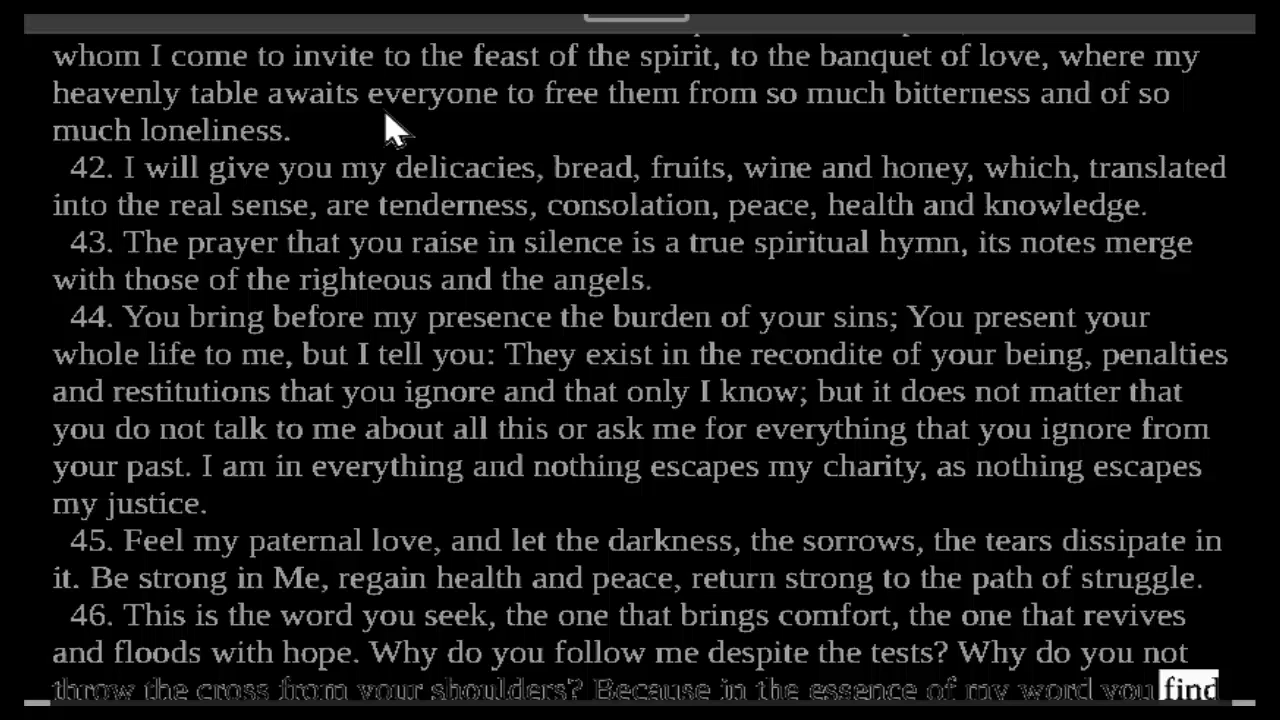 whom I come to invite to the feast of the spirit, to the banquet of love, where my
heavenly table awaits everyone to free them from so much bitterness and of so
much loneliness.
42. I will give you my delicacies, bread, fruits, wine and honey, which, translated
into the real sense, are tenderness, consolation, peace, health and knowledge.
43. The prayer that you raise in silence is a true spiritual hymn, its notes merge
with those of the righteous and the angels.
44. You bring before my presence the burden of your sins; You present your
whole life to me, but I tell you: They exist in the recondite of your being, penalties
and restitutions that you ignore and that only I know; but it does not matter that
you do not talk to me about all this or ask me for everything that you ignore from
your past. I am in everything and nothing escapes my charity, as nothing escapes
my justice.
45. Feel my paternal love, and let the darkness, the sorrows, the tears dissipate in
it. Be strong in Me, regain health and peace, return strong to the path of struggle.
46. This is the word you seek, the one that brings comfort, the one that revives
and floods with hope. Why do you follow me despite the tests? Why do you not
throw the cross from your shoulders? Because in the essence of my word you find